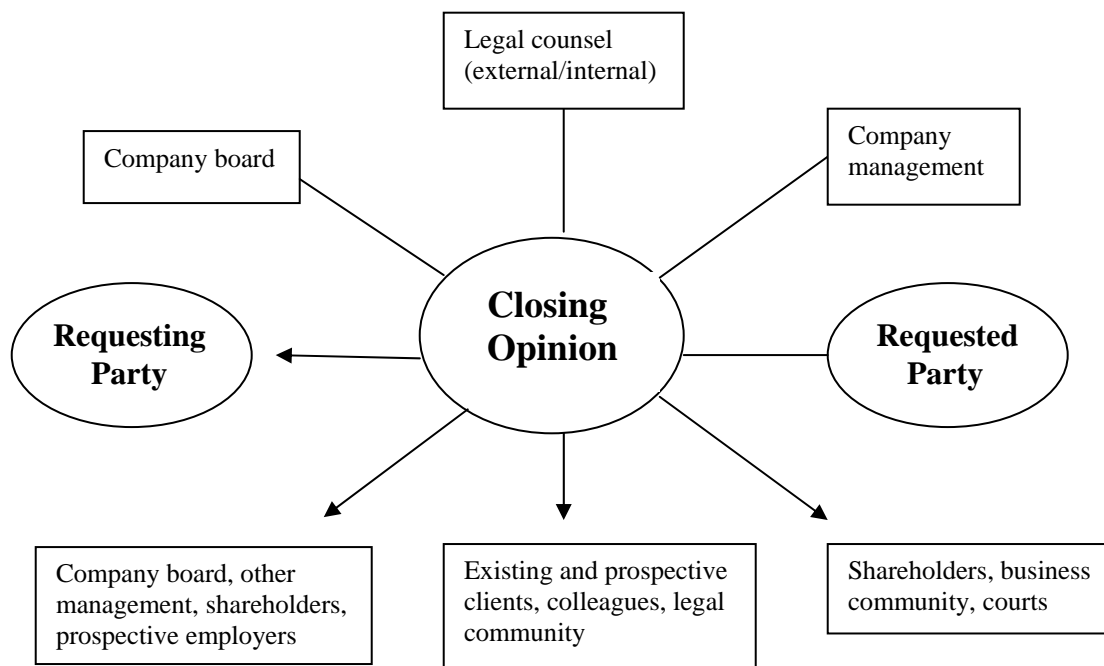 Legal counsel
(external/internal)
Company board
Company
management
Closing
Opinion
Requesting
Party
Requested
Party
Company board, other
management, shareholders,
prospective employers
Existing and prospective
clients, colleagues, legal
community
Shareholders, business
community, courts